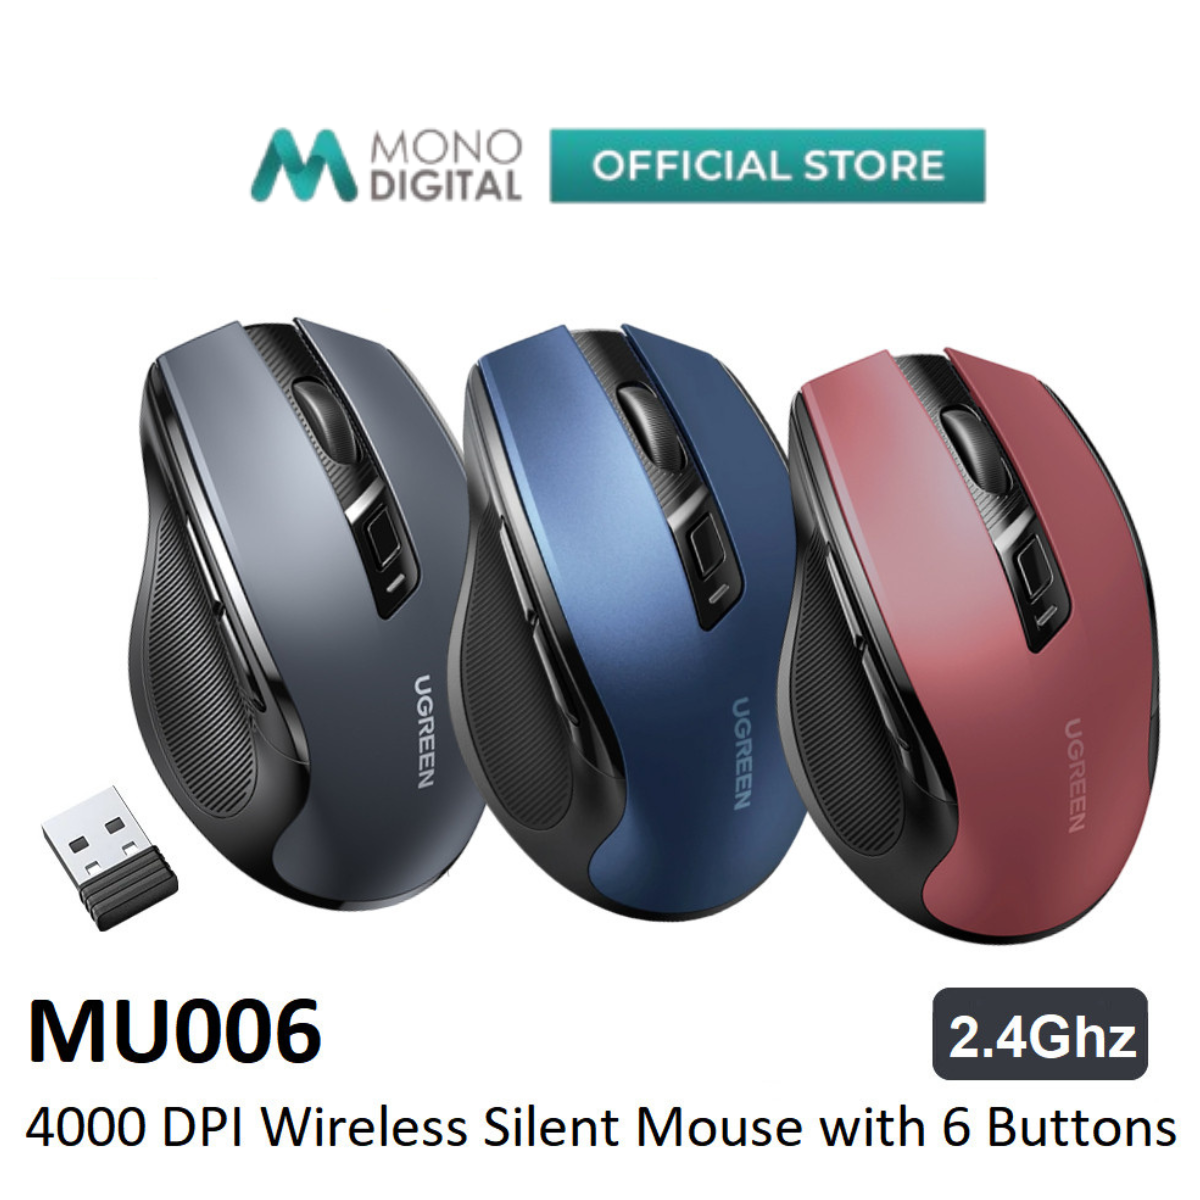 MONO
DIGITAL
OFFICIAL STORE
UGREEN
UGREEN
UGREEN
MU006
2.4Ghz
4000 DPI Wireless Silent Mouse with 6 Buttons